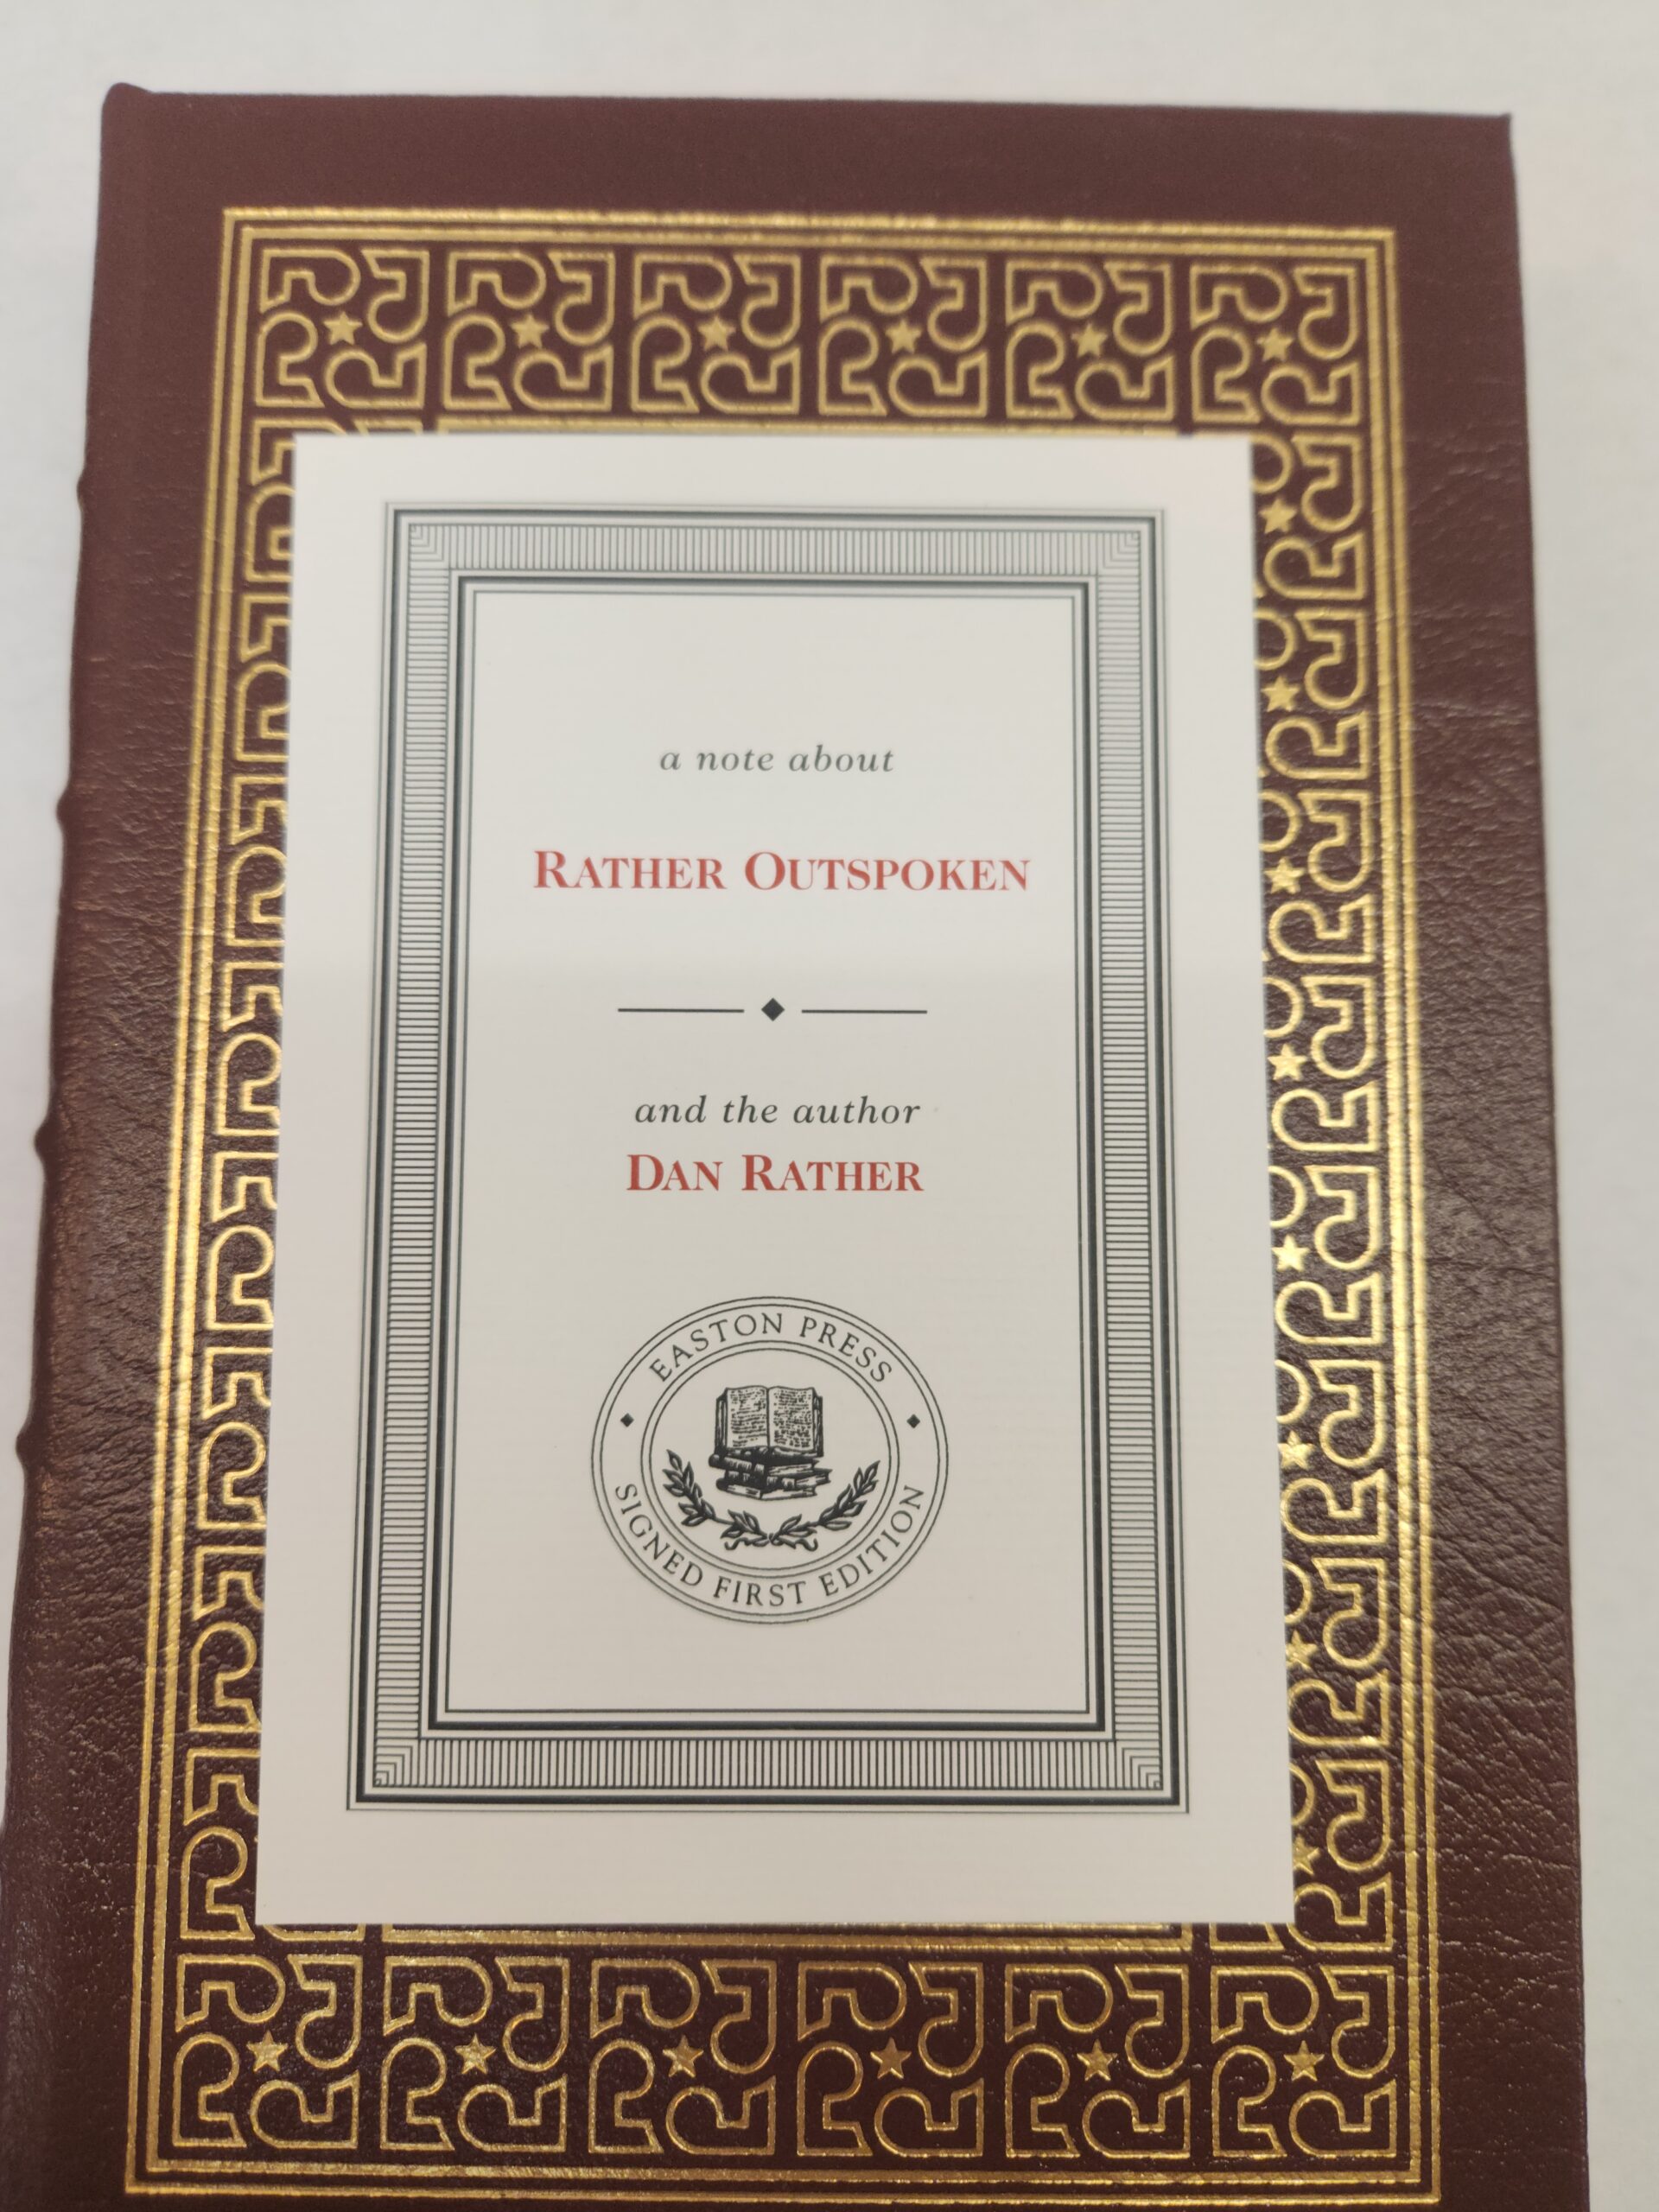 a note about
RATHER OUTSPOKEN
and the author
DAN RATHER
EASTON PRESS
SIGNED FIRST EDITION